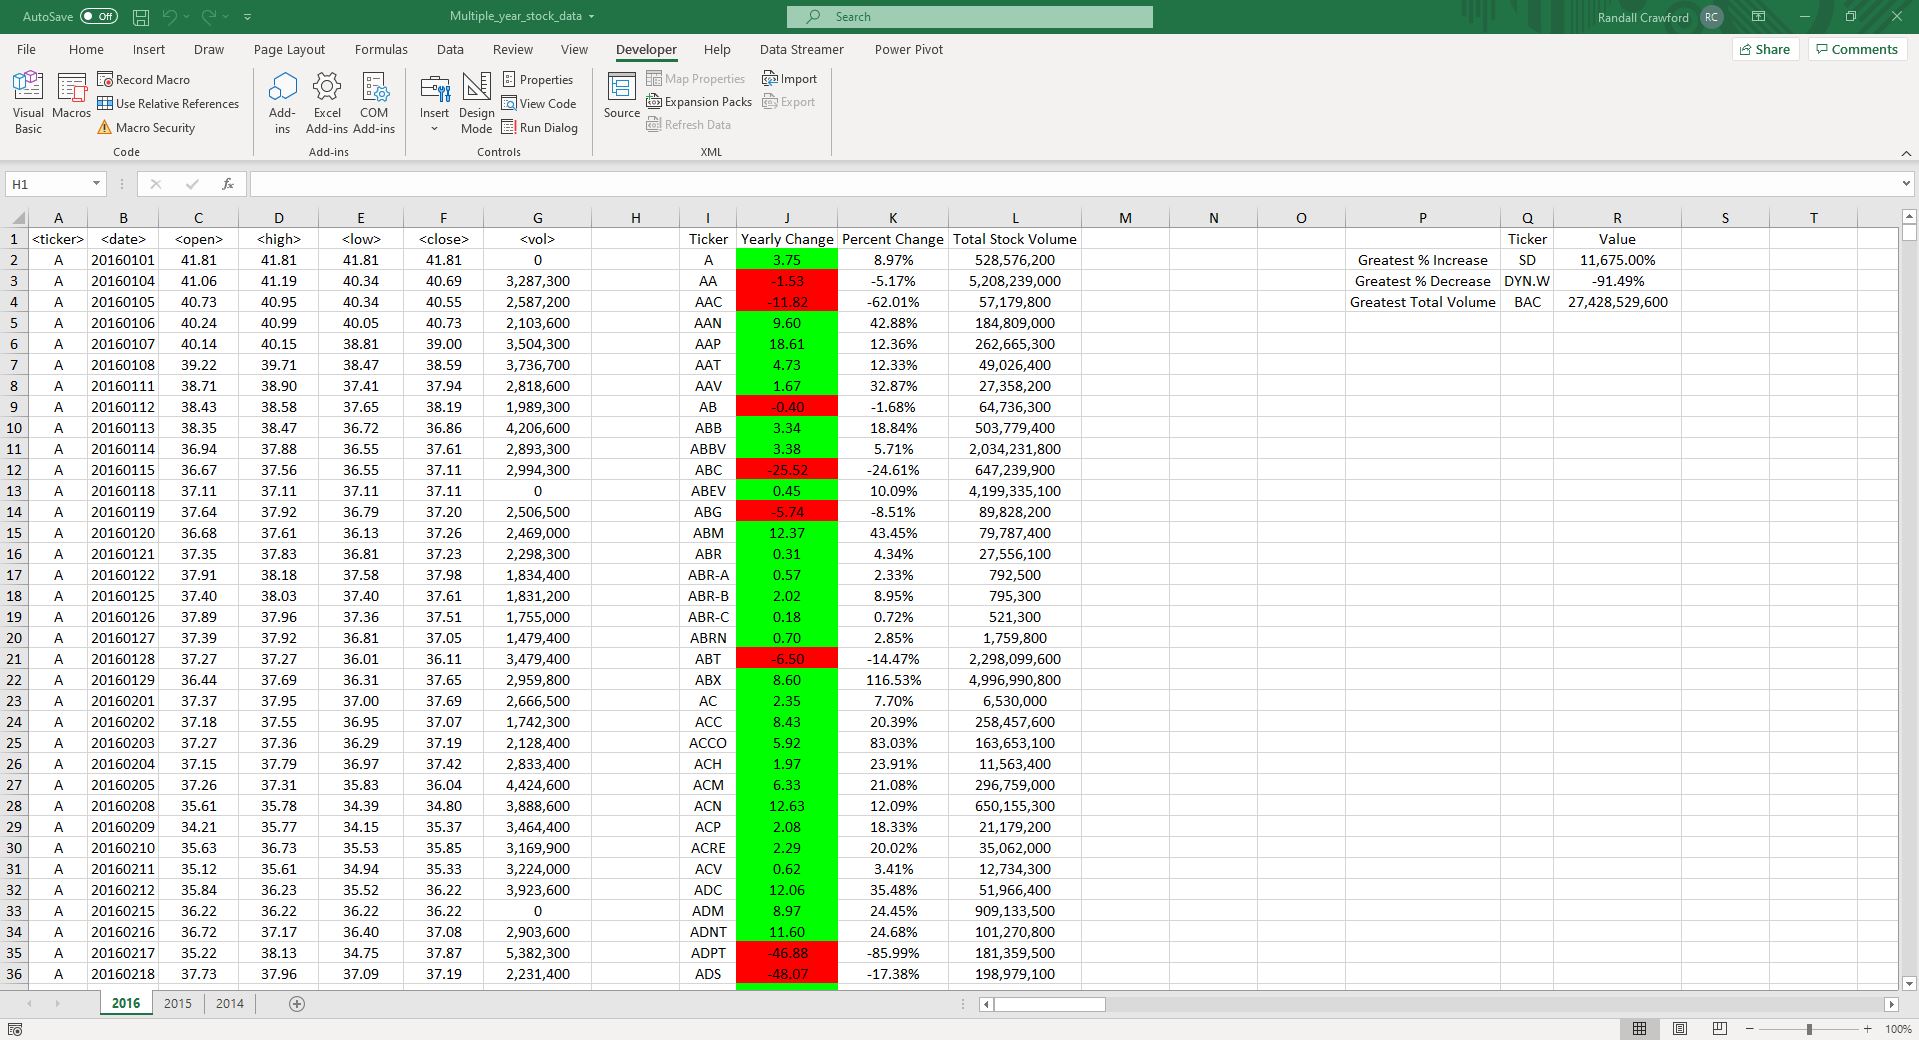 AutoSave Off Multiple_year_stock_data Search Randall Crawford RC
File Home Insert Draw Page Layout Formulas Data Review View Developer Help Data Streamer Power Pivot Share Comments
Visual Basic
Macros
Record Macro
Use Relative References
Macro Security
Code
Add-ins
Excel Add-ins
COM Add-ins
Add-ins
Insert
Design Mode
Properties
View Code
Run Dialog
Controls
Source
Map Properties
Expansion Packs
Refresh Data
Import
Export
XML
H1 fx
A B C D E F G H I J K L M N O P Q R S T
1 <ticker> <date> <open> <high> <low> <close> <vol> Ticker Yearly Change Percent Change Total Stock Volume Ticker Value
2 A 20160101 41.81 41.81 41.81 41.81 0 A 3.75 8.97% 528,576,200 Greatest % Increase SD 11,675.00%
3 A 20160104 41.06 41.19 40.34 40.69 3,287,300 AA -1.53 -5.17% 5,208,239,000 Greatest % Decrease DYN.W -91.49%
4 A 20160105 40.73 40.95 40.34 40.55 2,587,200 AAC -11.82 -62.01% 57,179,800 Greatest Total Volume BAC 27,428,529,600
5 A 20160106 40.24 40.99 40.05 40.73 2,103,600 AAN 9.60 42.88% 184,809,000
6 A 20160107 40.14 40.15 38.81 39.00 3,504,300 AAP 18.61 12.36% 262,665,300
7 A 20160108 39.22 39.71 38.47 38.59 3,736,700 AAT 4.73 12.33% 49,026,400
8 A 20160111 38.71 38.90 37.41 37.94 2,818,600 AAV 1.67 32.87% 27,358,200
9 A 20160112 38.43 38.58 37.65 38.19 1,989,300 AB -0.40 -1.68% 64,736,300
10 A 20160113 38.35 38.47 36.72 36.86 4,206,600 ABB 3.34 18.84% 503,779,400
11 A 20160114 36.94 37.88 36.55 37.61 2,893,300 ABBV 3.38 5.71% 2,034,231,800
12 A 20160115 36.67 37.56 36.55 37.11 2,994,300 ABC -25.52 -24.61% 647,239,900
13 A 20160118 37.11 37.11 37.11 37.11 0 ABEV 0.45 10.09% 4,199,335,100
14 A 20160119 37.64 37.92 36.79 37.20 2,506,500 ABG -5.74 -8.51% 89,828,200
15 A 20160120 36.68 37.61 36.13 37.26 2,469,000 ABM 12.37 43.45% 79,787,400
16 A 20160121 37.35 37.83 36.81 37.23 2,298,300 ABR 0.31 4.34% 27,556,100
17 A 20160122 37.91 38.18 37.58 37.98 1,834,400 ABR-A 0.57 2.33% 792,500
18 A 20160125 37.40 38.03 37.40 37.61 1,831,200 ABR-B 2.02 8.95% 795,300
19 A 20160126 37.89 37.96 37.36 37.51 1,755,000 ABR-C 0.18 0.72% 521,300
20 A 20160127 37.39 37.92 36.81 37.05 1,479,400 ABRN 0.70 2.85% 1,759,800
21 A 20160128 37.27 37.27 36.01 36.11 3,479,400 ABT -6.50 -14.47% 2,298,099,600
22 A 20160129 36.44 37.69 36.31 37.65 2,959,800 ABX 8.60 116.53% 4,996,990,800
23 A 20160201 37.37 37.95 37.00 37.69 2,666,500 AC 2.35 7.70% 6,530,000
24 A 20160202 37.18 37.55 36.95 37.07 1,742,300 ACC 8.43 20.39% 258,457,600
25 A 20160203 37.27 37.36 36.29 37.19 2,128,400 ACCO 5.92 83.03% 163,653,100
26 A 20160204 37.15 37.79 36.97 37.42 2,833,400 ACH 1.97 23.91% 11,563,400
27 A 20160205 37.26 37.31 35.83 36.04 4,424,600 ACM 6.33 21.08% 296,759,000
28 A 20160208 35.61 35.78 34.39 34.80 3,888,600 ACN 12.63 12.09% 650,155,300
29 A 20160209 34.21 35.77 34.15 35.37 3,464,400 ACP 2.08 18.33% 21,179,200
30 A 20160210 35.63 36.73 35.53 35.85 3,169,900 ACRE 2.29 20.02% 35,062,000
31 A 20160211 35.12 35.61 34.94 35.33 3,224,000 ACV 0.62 3.41% 12,734,300
32 A 20160212 35.84 36.23 35.52 36.22 3,923,600 ADC 12.06 35.48% 51,966,400
33 A 20160215 36.22 36.22 36.22 36.22 0 ADM 8.97 24.45% 909,133,500
34 A 20160216 36.72 37.17 36.40 37.08 2,903,600 ADNT 11.60 24.68% 101,270,800
35 A 20160217 35.22 38.13 34.75 37.87 5,382,300 ADPT -46.88 -85.99% 181,359,500
36 A 20160218 37.73 37.96 37.09 37.19 2,231,400 ADS -48.07 -17.38% 198,979,100
2016 2015 2014
100%